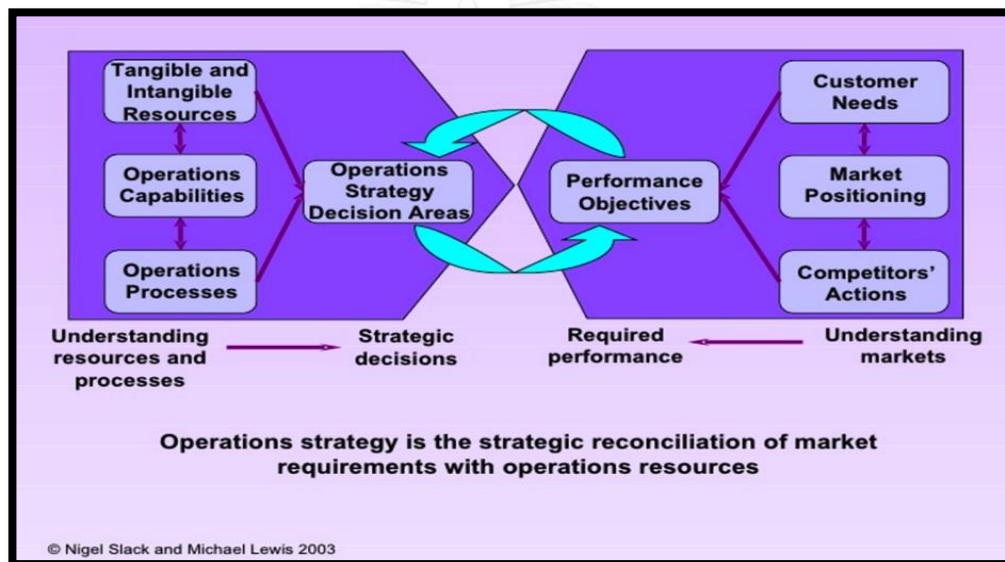 Tangible and
Intangible
Resources
Operations
Capabilities
Operations
Processes
Operations
Strategy
Decision Areas
Performance
Objectives
Customer
Needs
Market
Positioning
Competitors’
Actions
Understanding
resources and
processes
Strategic
decisions
Required
performance
Understanding
markets
Operations strategy is the strategic reconciliation of market
requirements with operations resources
© Nigel Slack and Michael Lewis 2003